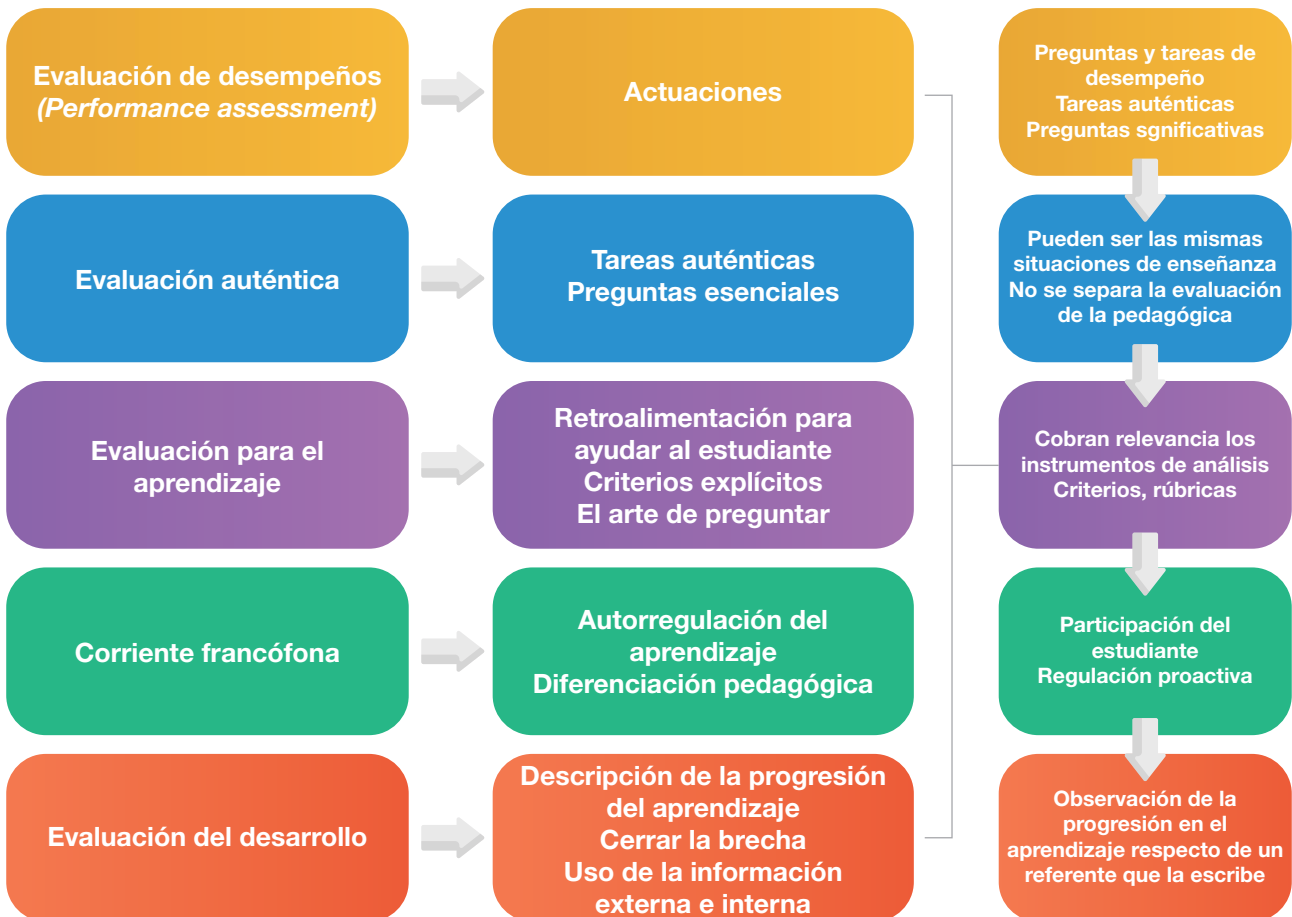 Evaluación de desempeños
(Performance assessment)
Actuaciones
Preguntas y tareas de
desempeño
Tareas auténticas
Preguntas sgnificativas
Evaluación auténtica
Tareas auténticas
Preguntas esenciales
Pueden ser las mismas
situaciones de enseñanza
No se separa la evaluación
de la pedagógica
Evaluación para el
aprendizaje
Retroalimentación para
ayudar al estudiante
Criterios explícitos
El arte de preguntar
Cobran relevancia los
instrumentos de análisis
Criterios, rúbricas
Corriente francófona
Autorregulación del
aprendizaje
Diferenciación pedagógica
Participación del
estudiante
Regulación proactiva
Evaluación del desarrollo
Descripción de la progresión
del aprendizaje
Cerrar la brecha
Uso de la información
externa e interna
Observación de la
progresión en el
aprendizaje respecto de un
referente que la escribe